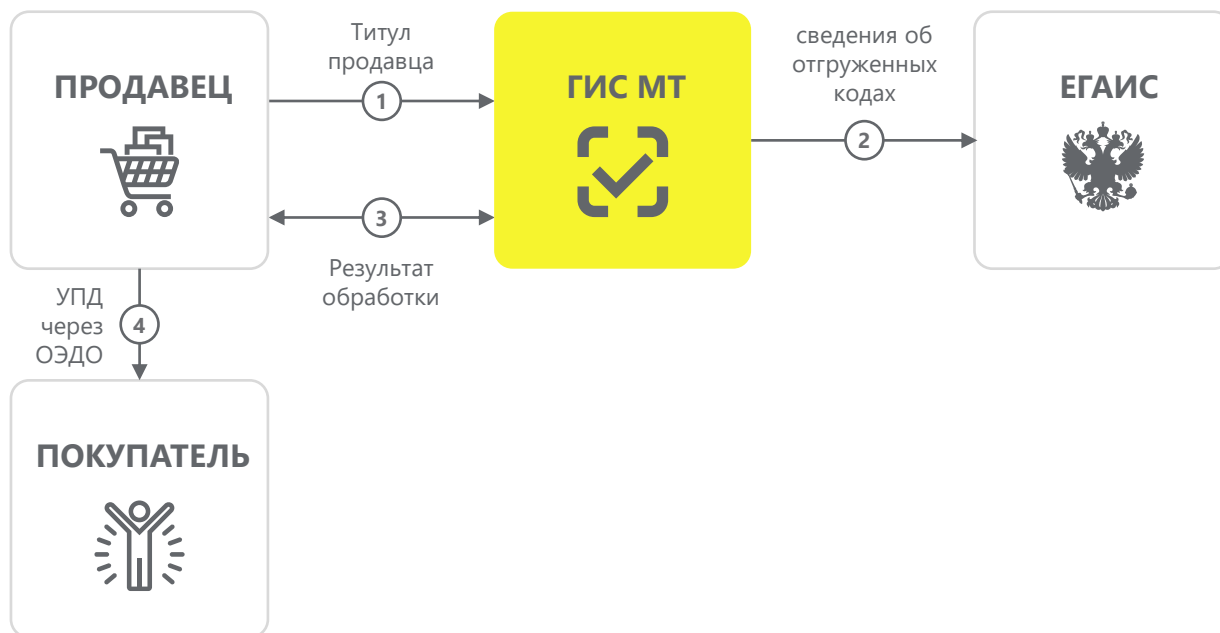 ПРОДАВЕЦ
Титул
продавца
1
ГИС МТ
сведения об
отгруженных
кодах
2
ЕГАИС
3
Результат
обработки
УПД
через
ОЭДО
4
ПОКУПАТЕЛЬ